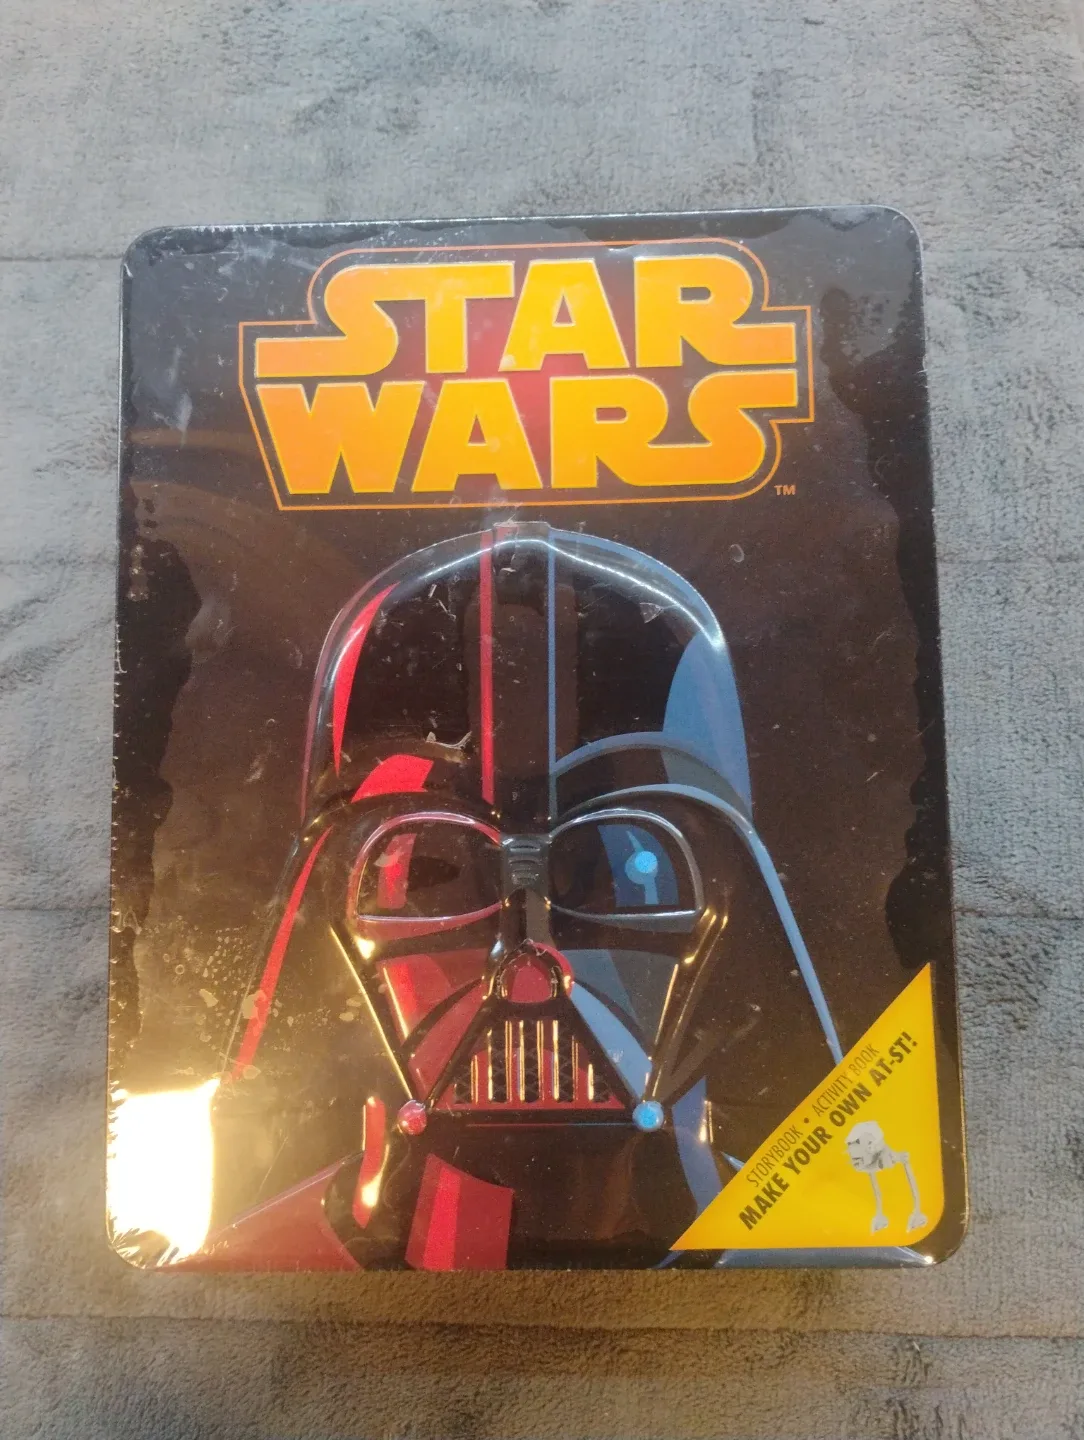 STAR
WARS
TM
STORYBOOK • ACTIVITY BOOK
MAKE YOUR OWN AT-ST!